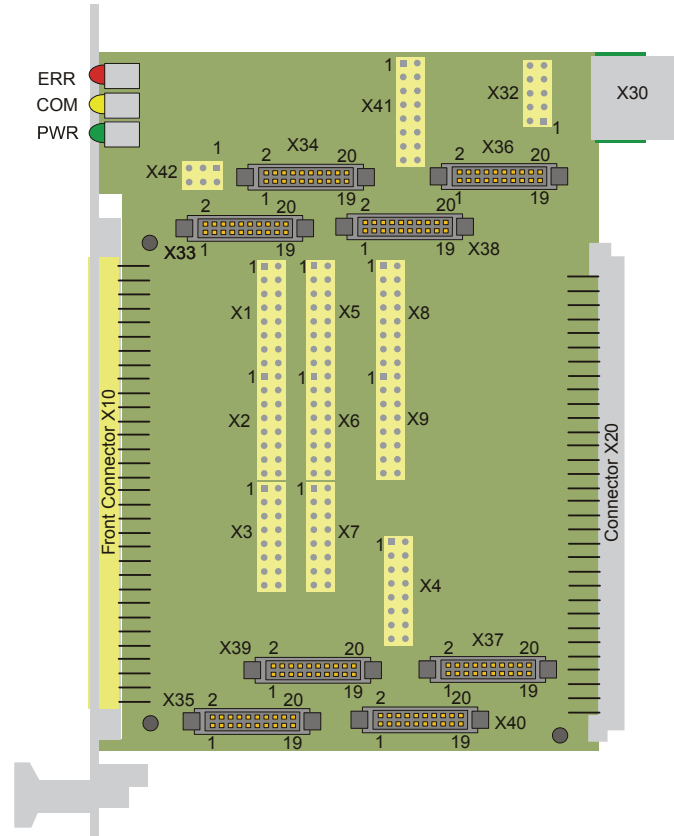 ERR
COM
PWR
1
X41
X32
1
X30
X42
1
2
X34
20
1
19
2
X36
20
1
19
2
20
1
19
X33
2
20
1
19
X38
1
X1
1
X5
1
X8
1
X2
1
X6
1
X9
1
X3
1
X7
1
X4
Front Connector X10
Connector X20
X39
2
20
1
19
X37
2
20
1
19
X35
2
20
1
19
2
20
1
19
X40